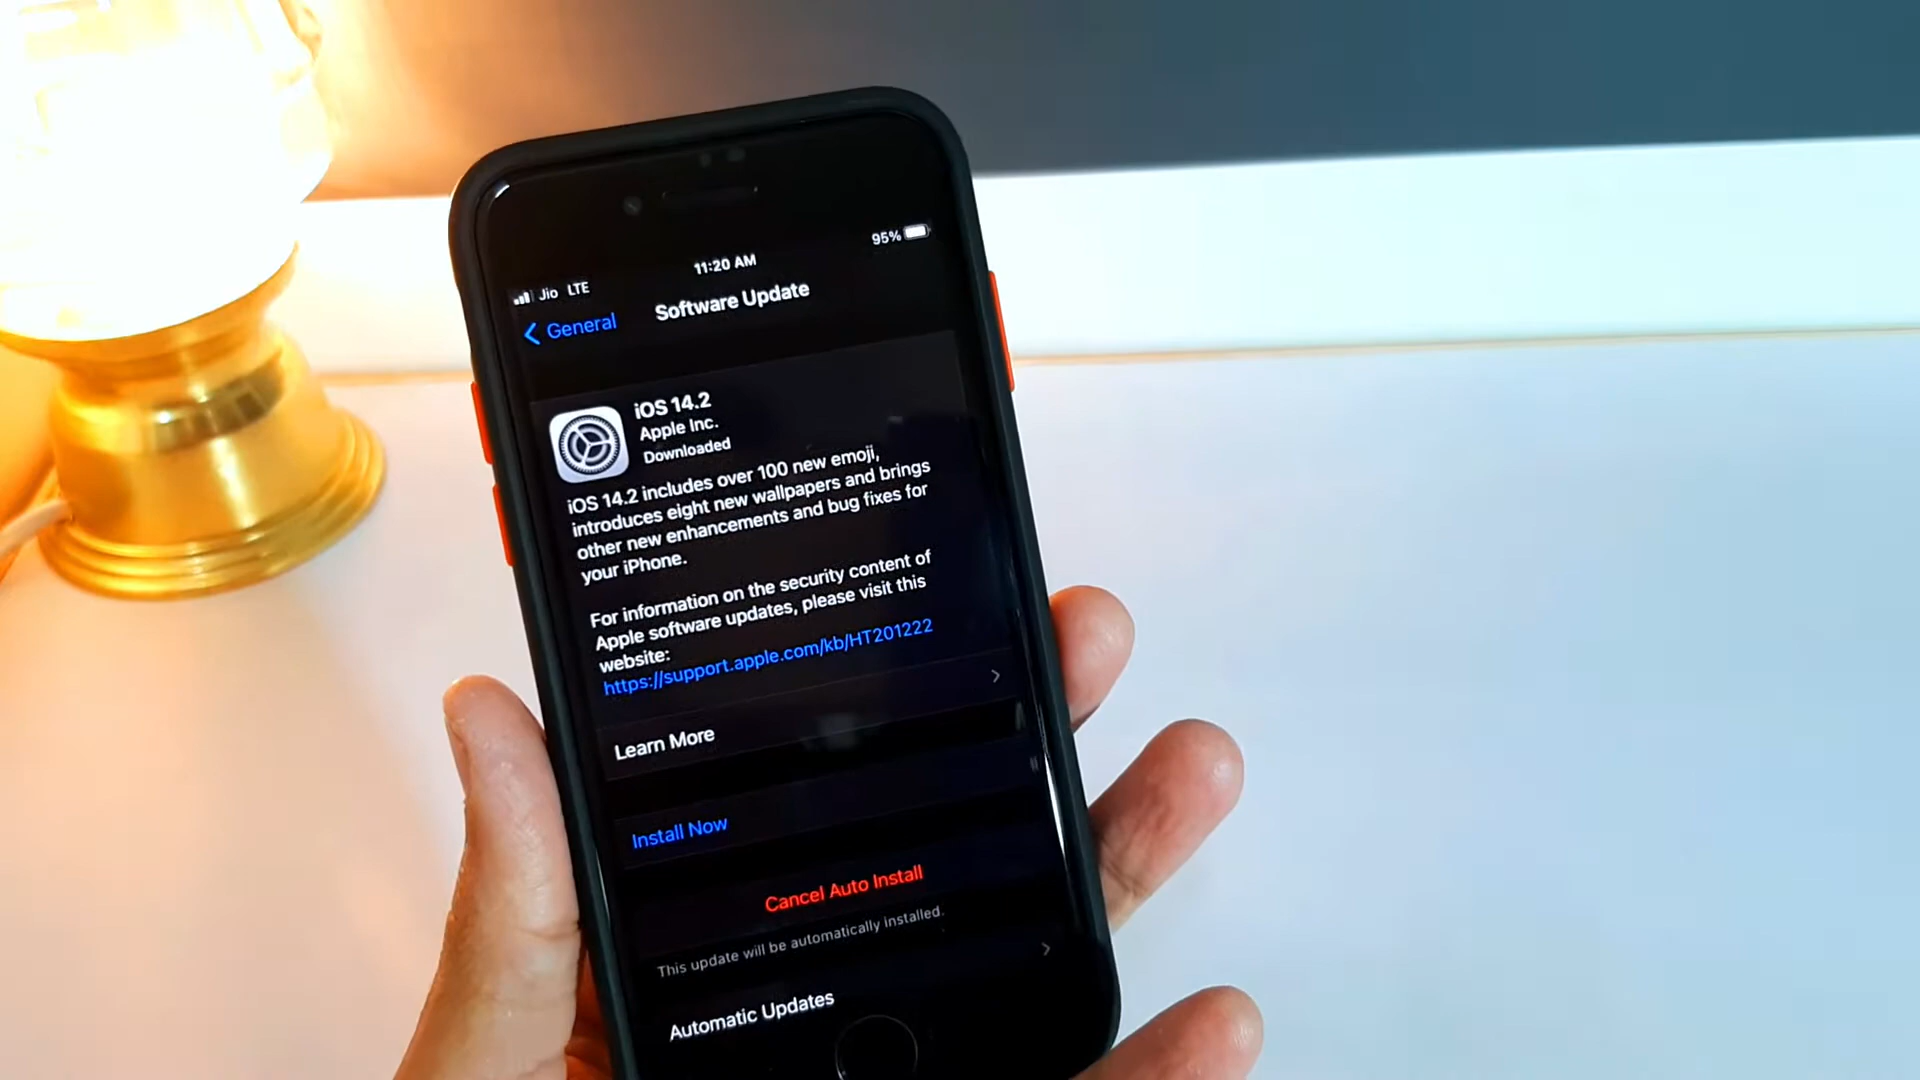 95%
11:20 AM
Jio LTE
General
Software Update
iOS 14.2
Apple Inc.
Downloaded
iOS 14.2 includes over 100 new emoji,
introduces eight new wallpapers and brings
other new enhancements and bug fixes for
your iPhone.
For information on the security content of
Apple software updates, please visit this
website:
https://support.apple.com/kb/HT201222
Learn More
Install Now
Cancel Auto Install
This update will be automatically installed.
Automatic Updates